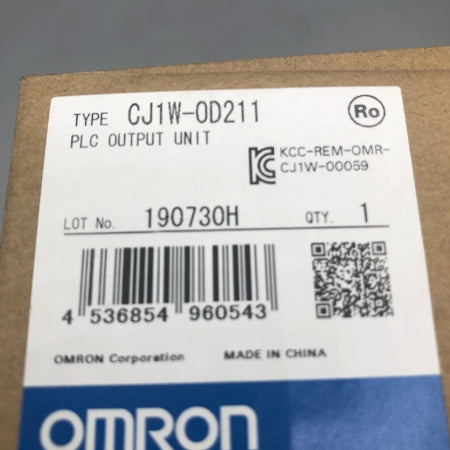 TYPE CJ1W-OD211 Ro
PLC OUTPUT UNIT
KCC-REM-OMR-
CJ1W-00059
LOT No. 190730H QTY. 1
4 536854 960543
OMRON Corporation MADE IN CHINA
OMRON